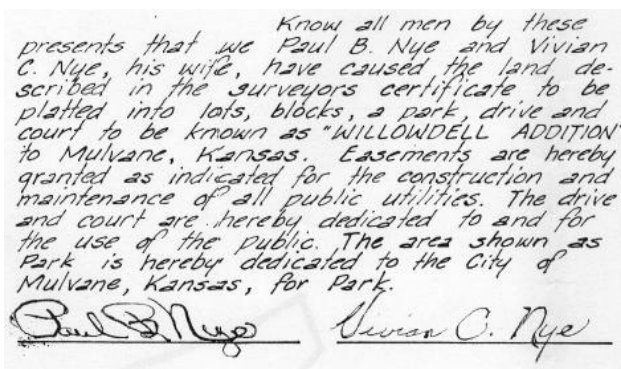 Know all men by these
presents that we Paul B. Nye and Vivian
C. Nye, his wife, have caused the land de-
scribed in the surveyors certificate to be
platted into lots, blocks, a park, drive and
court to be known as "WILLOWDELL ADDITION"
to Mulvane, Kansas. Easements are hereby
granted as indicated for the construction and
maintenance of all public utilities. The drive
and court are hereby dedicated to and for
the use of the public. The area shown as
Park is hereby dedicated to the City of
Mulvane, Kansas, for Park.
Paul B. Nye Vivian C. Nye